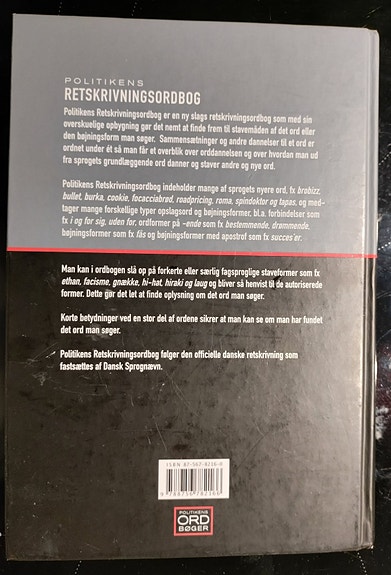 POLITIKENS
RETSKRIVNINGSORDBOG
Politikens Retskrivningsordbog er en ny slags retskrivningsordbog som med sin
overskuelige opbygning gør det nemt at finde frem til stavemåden af det ord eller
den bøjningsform man søger. Sammensætninger og andre dannelser til et ord er
ordnet under ét så man får et overblik over orddannelsen og over hvordan man ud
fra sprogets grundlæggende ord danner og staver andre og nye ord.
Politikens Retskrivningsordbog indeholder mange af sprogets nyere ord, fx brobizz,
bullet, burka, cookie, focacciabrød, roadpricing, roma, spindoktor og tapas, og med-
tager mange forskellige typer opslagsord og bøjningsformer, bl.a. forbindelser som
fx i og for sig, uden for, ordformer på -ende som fx bestemmende, drømmende,
bøjningsformer som fx fås og bøjningsformer med apostrof som fx succes'er.
Man kan i ordbogen slå op på forkerte eller særlig fagsproglige staveformer som fx
ethan, facisme, gnække, hi-hat, hiraki og laug og bliver så henvist til de autoriserede
former. Dette gør det let at finde oplysning om det ord man søger.
Korte betydninger ved en stor del af ordene sikrer at man kan se om man har fundet
det ord man søger.
Politikens Retskrivningsordbog følger den officielle danske retskrivning som
fastsættes af Dansk Sprognævn.
ISBN 87-567-8216-0
9 788756 782166
POLITIKENS
ORD
BØGER